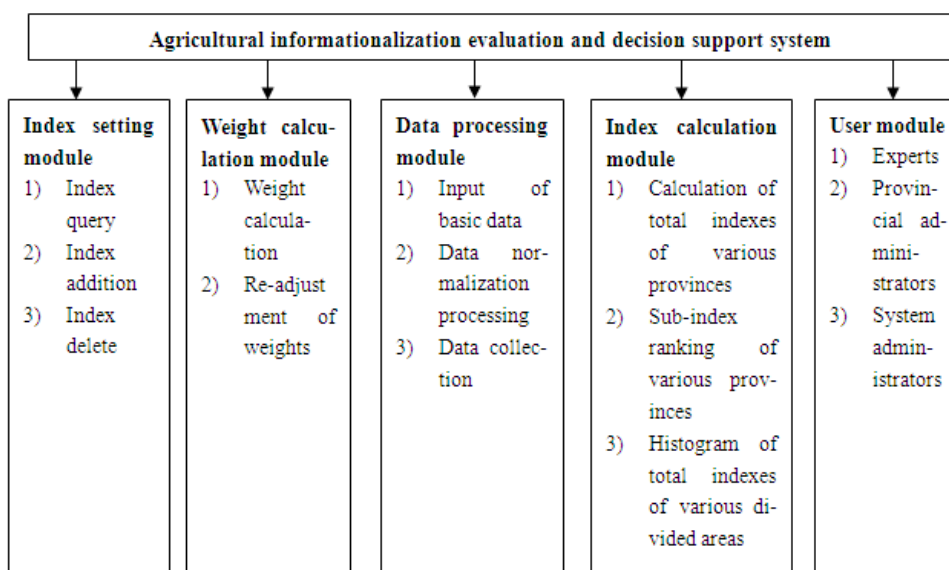 Agricultural informationalization evaluation and decision support system
Index setting
module
1) Index
query
2) Index
addition
3) Index
delete
Weight calcu-
lation module
1) Weight
calcula-
tion
2) Re-adjust
ment of
weights
Data processing
module
1) Input of
basic data
2) Data nor-
malization
processing
3) Data collec-
tion
Index calculation
module
1) Calculation of
total indexes
of various
provinces
2) Sub-index
ranking of
various prov-
inces
3) Histogram of
total indexes
of various di-
vided areas
User module
1) Experts
2) Provin-
cial ad-
mini-
strators
3) System
admin-
istrators